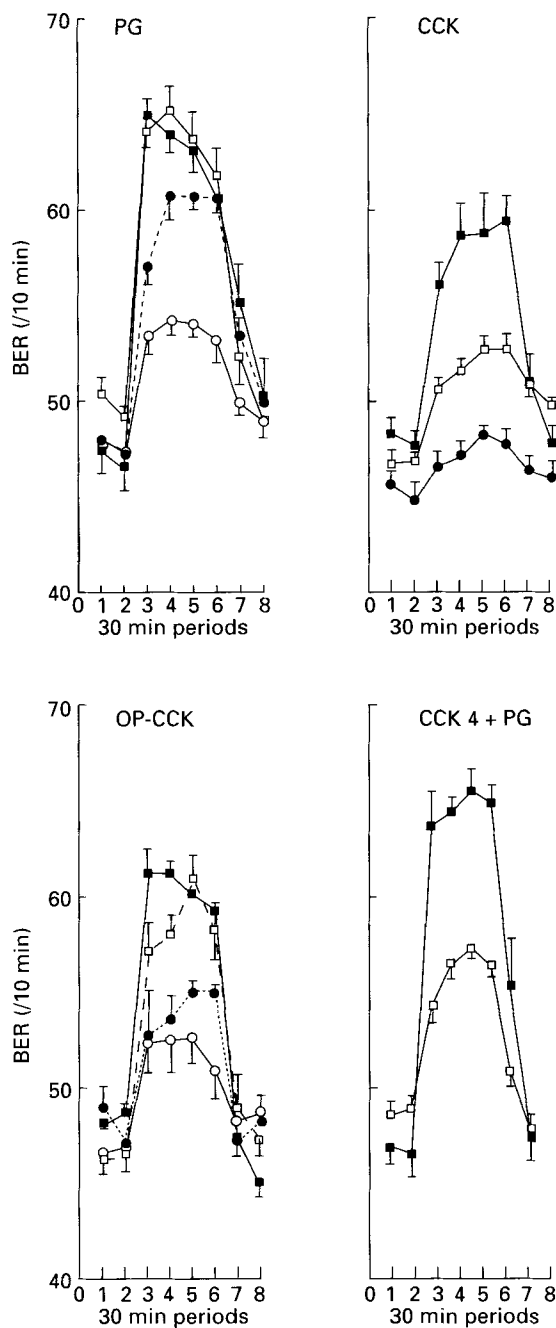 PG
70
60
50
40
BER (/10 min)
0 1 2 3 4 5 6 7 8
30 min periods
CCK
0 1 2 3 4 5 6 7 8
30 min periods
OP-CCK
70
60
50
40
BER (/10 min)
0 1 2 3 4 5 6 7 8
30 min periods
CCK 4 + PG
0 1 2 3 4 5 6 7 8
30 min periods